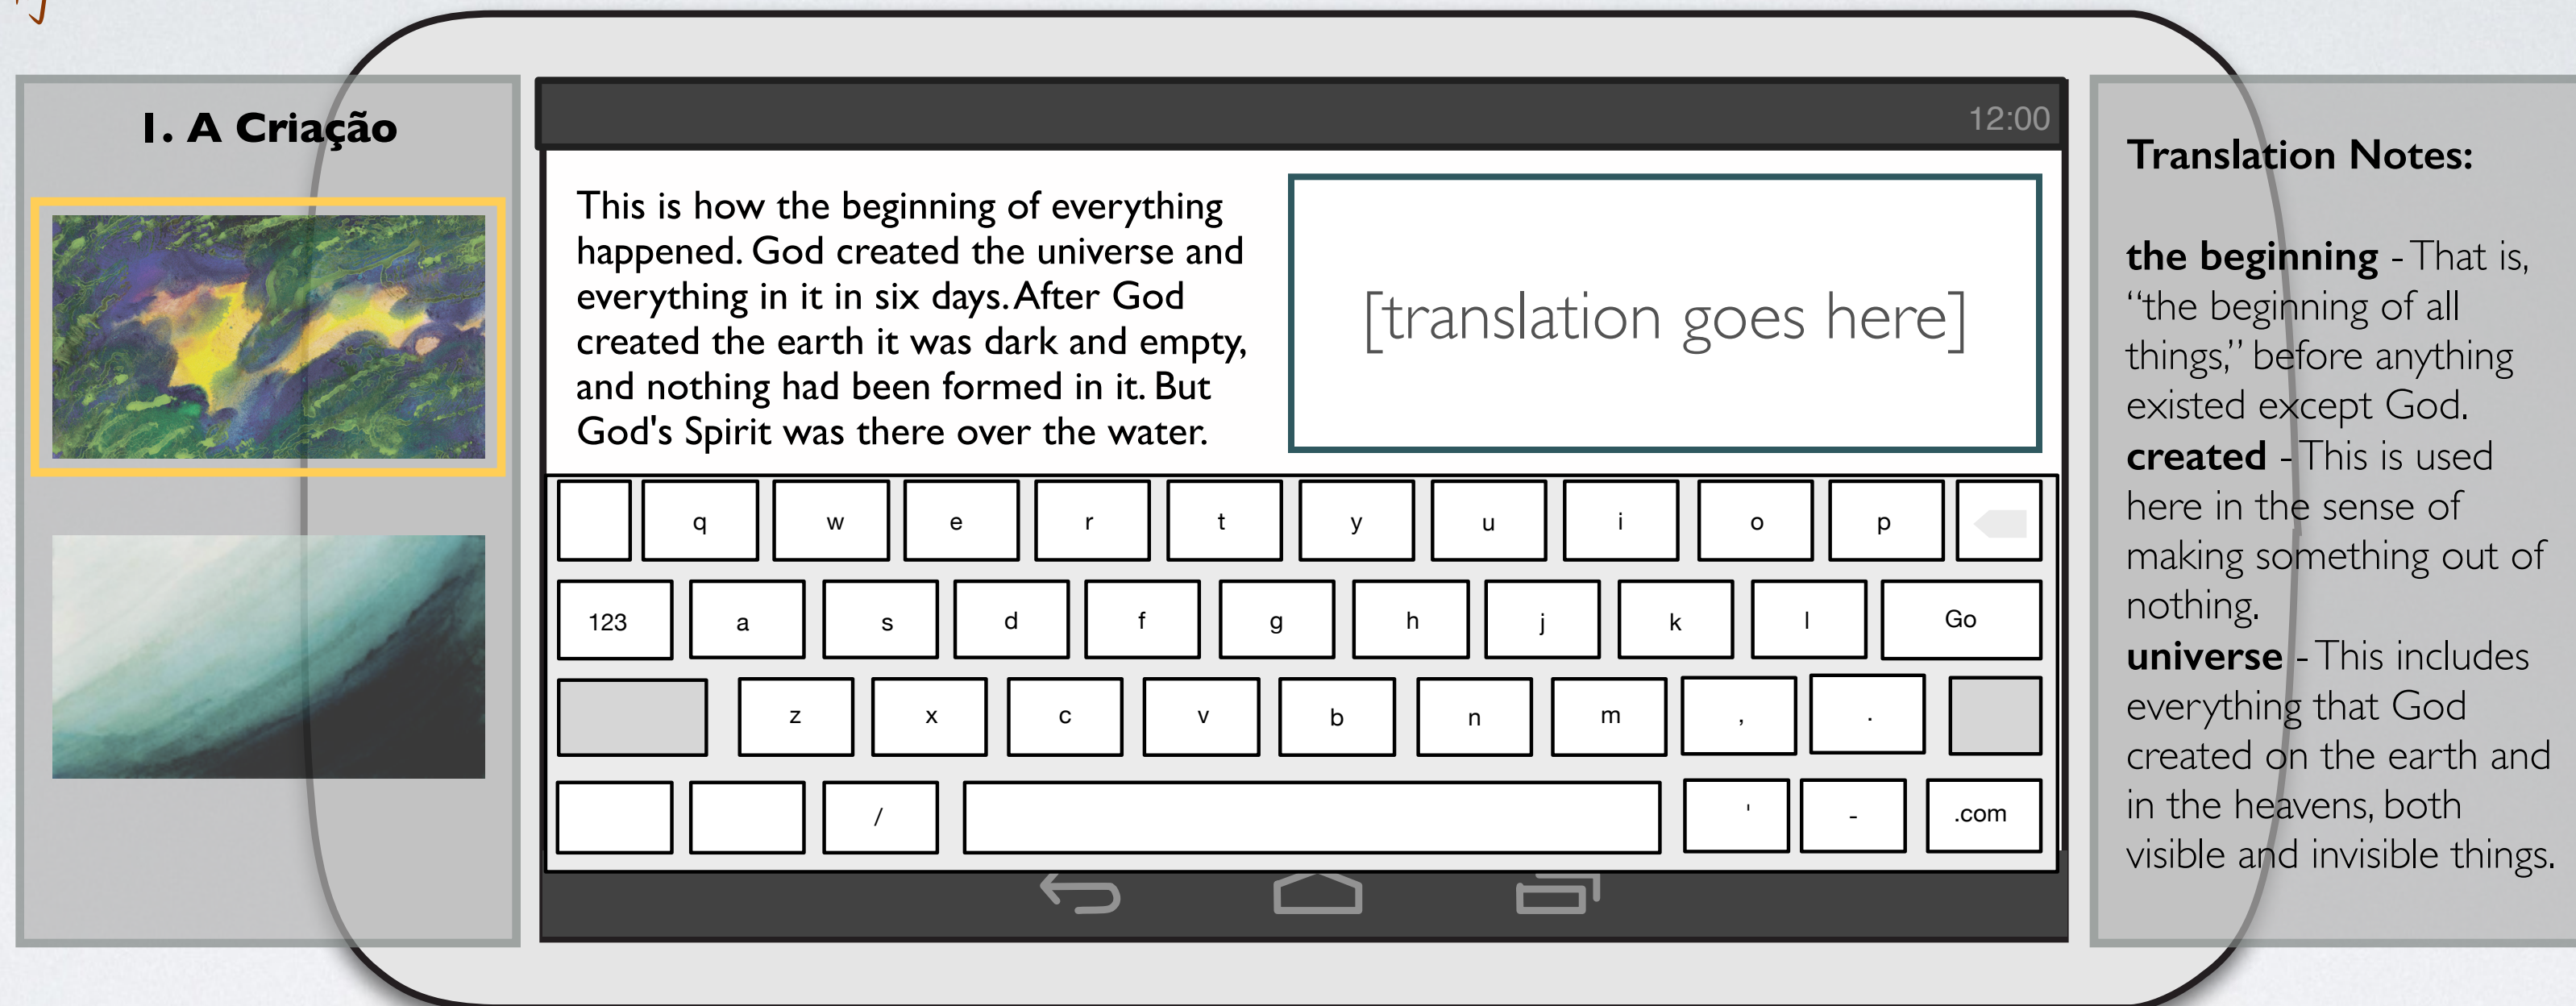 1. A Criação
12:00
This is how the beginning of everything
happened. God created the universe and
everything in it in six days. After God
created the earth it was dark and empty,
and nothing had been formed in it. But
God's Spirit was there over the water.
[translation goes here]
q w e r t y u i o p
123 a s d f g h j k l Go
z x c v b n m , .
/ ' - .com
Translation Notes:
the beginning - That is,
“the beginning of all
things,” before anything
existed except God.
created - This is used
here in the sense of
making something out of
nothing.
universe - This includes
everything that God
created on the earth and
in the heavens, both
visible and invisible things.